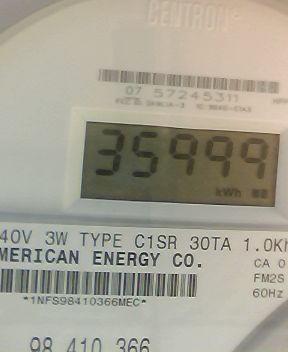 CENTRON®
07 57245311
35999
kWh
40V 3W TYPE C1SR 30TA 1.0Kh
MERICAN ENERGY CO.
CA 0
FM2S
60Hz
*1NFS98410366MEC*
98 410 366